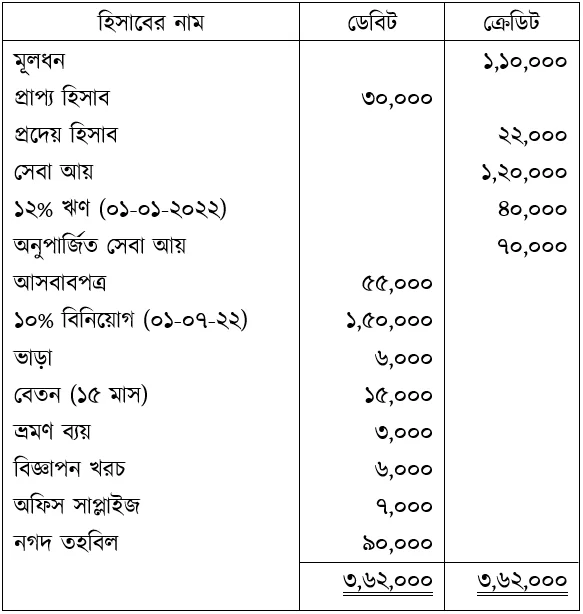 হিসাবের নাম ডেবিট ক্রেডিট
মূলধন ১,১০,০০০
প্রাপ্য হিসাব ৩০,০০০
প্রদেয় হিসাব ২২,০০০
সেবা আয় ১,২০,০০০
১২% ঋণ (০১-০১-২০২২) ৪০,০০০
অনুপার্জিত সেবা আয় ৭০,০০০
আসবাবপত্র ৫৫,০০০
১০% বিনিয়োগ (০১-০৭-২২) ১,৫০,০০০
ভাড়া ৬,০০০
বেতন (১৫ মাস) ১৫,০০০
ভ্রমণ ব্যয় ৩,০০০
বিজ্ঞাপন খরচ ৬,০০০
অফিস সাপ্লাইজ ৭,০০০
নগদ তহবিল ৯০,০০০
৩,৬২,০০০ ৩,৬২,০০০